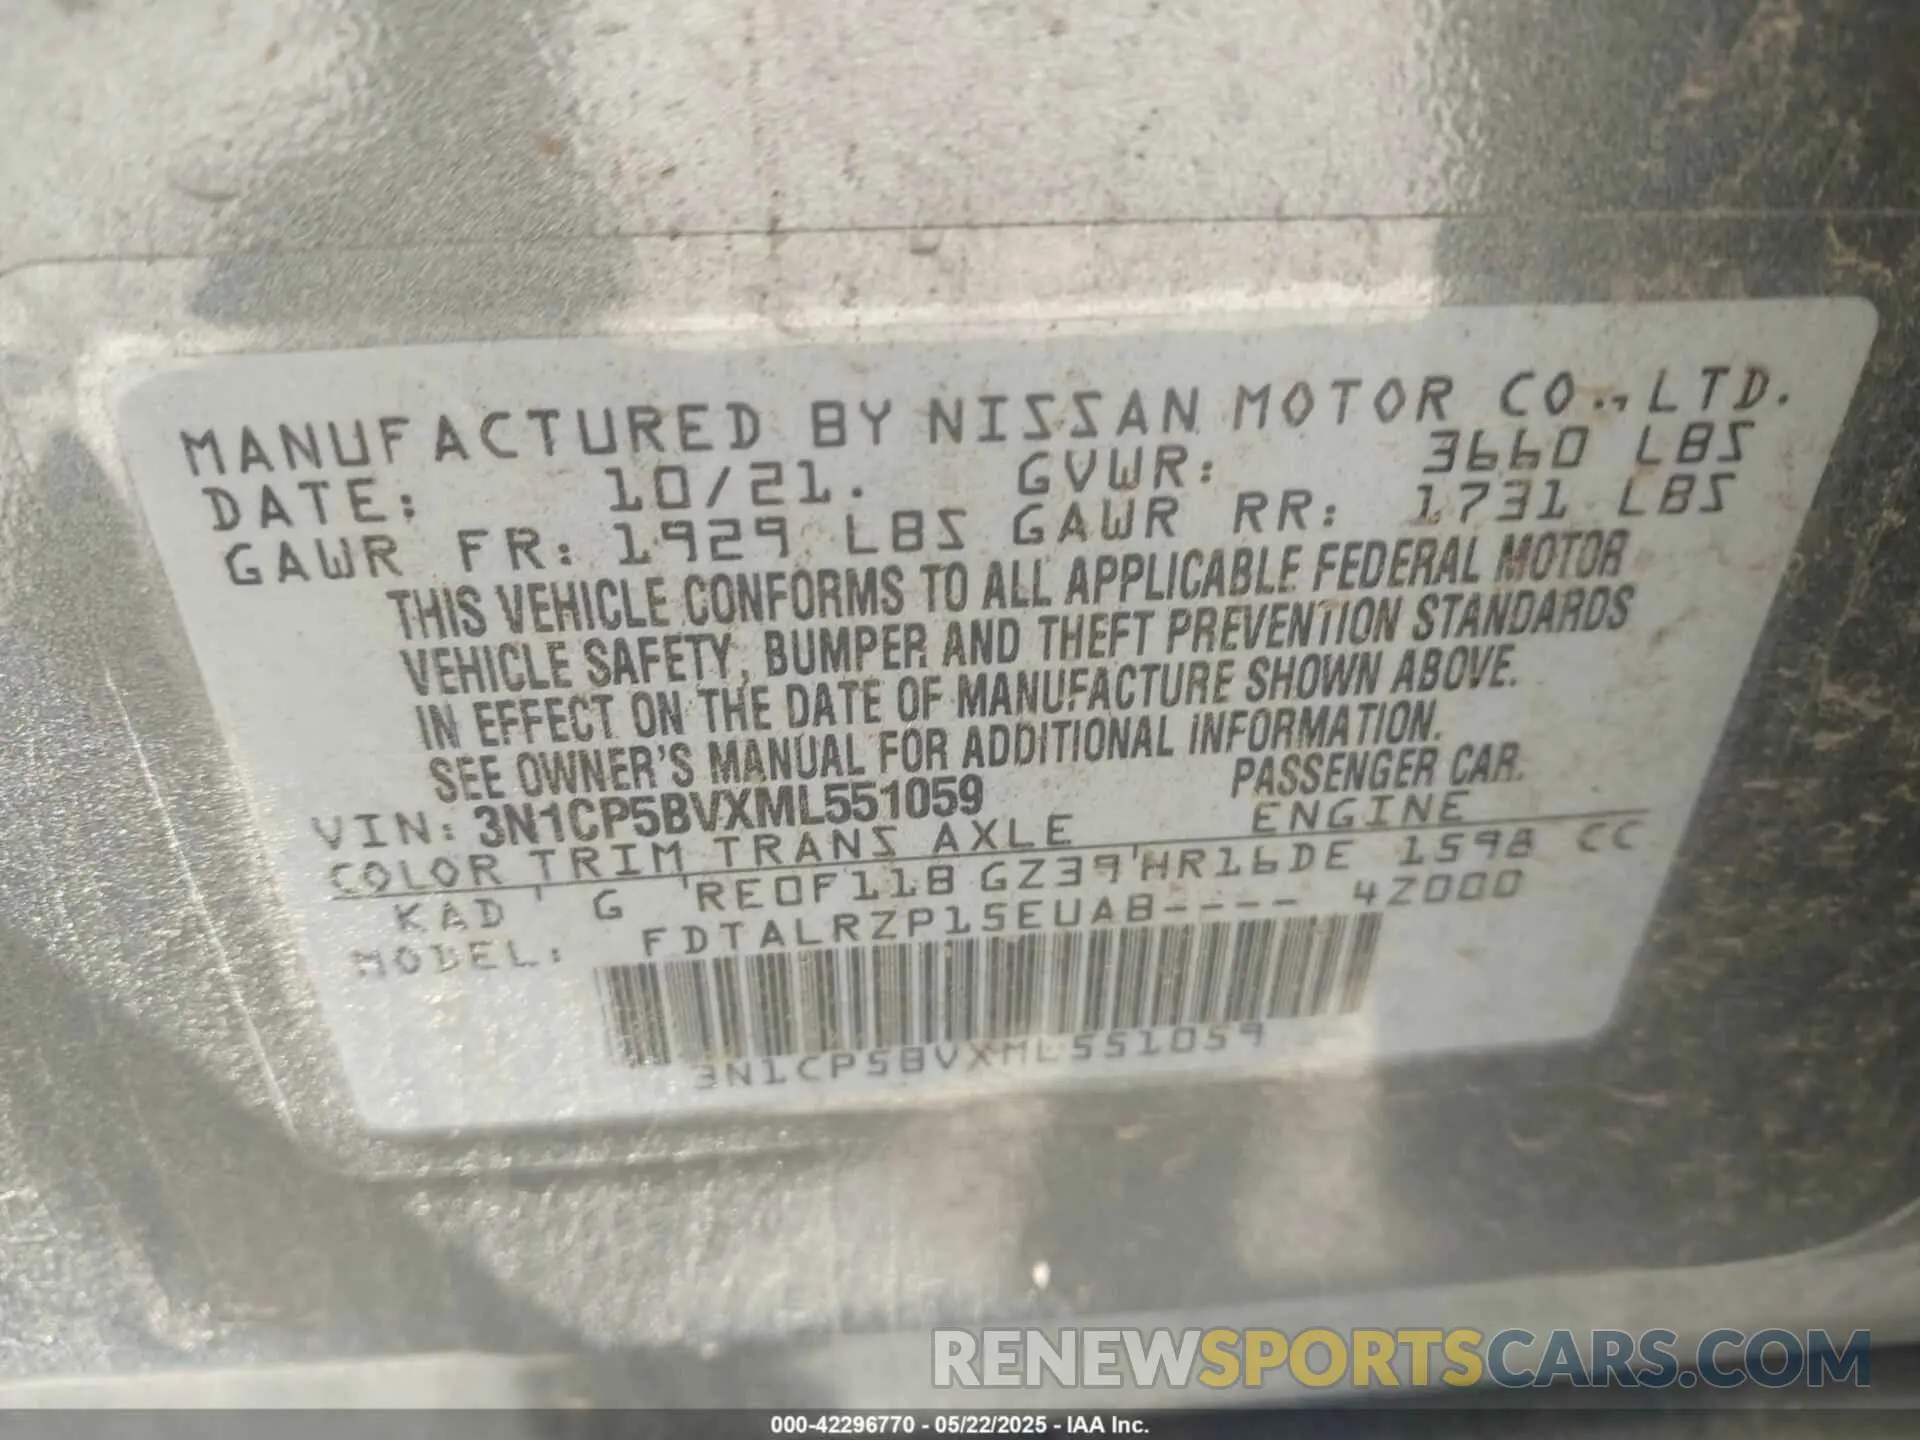 MANUFACTURED BY NISSAN MOTOR CO., LTD.
DATE: 10/21. GVWR: 3660 LBS
GAWR FR: 1929 LBS GAWR RR: 1731 LBS
THIS VEHICLE CONFORMS TO ALL APPLICABLE FEDERAL MOTOR
VEHICLE SAFETY, BUMPER AND THEFT PREVENTION STANDARDS
IN EFFECT ON THE DATE OF MANUFACTURE SHOWN ABOVE.
SEE OWNER'S MANUAL FOR ADDITIONAL INFORMATION.
VIN: 3N1CP5BVXML551059 PASSENGER CAR.
COLOR TRIM TRANS AXLE ENGINE
KAD G RE0F11B GZ39 HR16DE 1598 CC
MODEL: FDTALRZP15EUAB---- 4Z000
3N1CP5BVXML551059
RENEWSPORTSCARS.COM
000-42296770 - 05/22/2025 - IAA Inc.